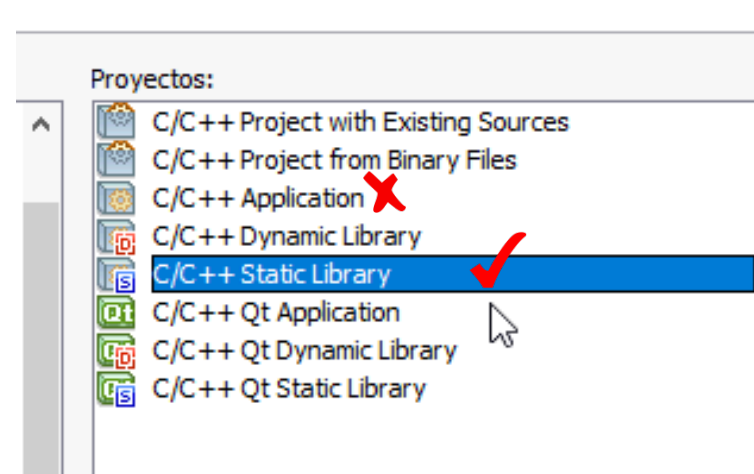 Proyectos:
C/C++ Project with Existing Sources
C/C++ Project from Binary Files
C/C++ Application
C/C++ Dynamic Library
C/C++ Static Library
C/C++ Qt Application
C/C++ Qt Dynamic Library
C/C++ Qt Static Library